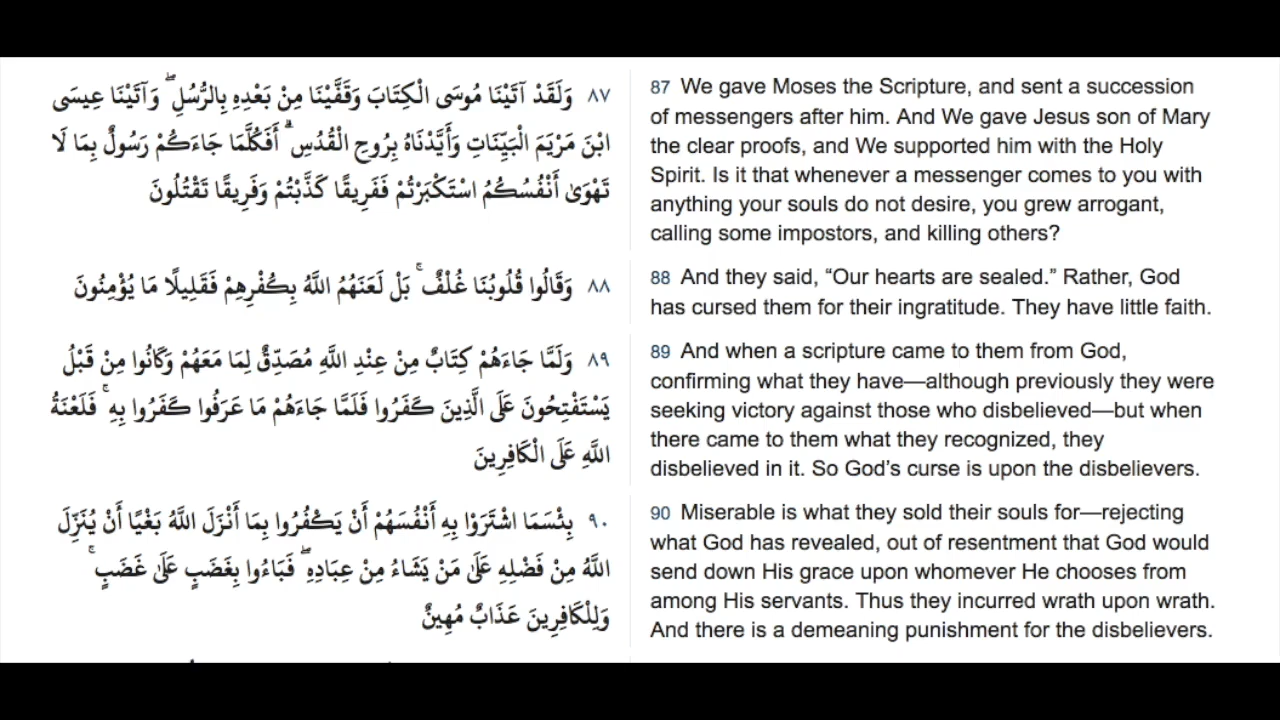 ٨٧ وَلَقَدْ آتَيْنَا مُوسَى الْكِتَابَ وَقَفَّيْنَا مِنْ بَعْدِهِ بِالرُّسُلِ ۖ وَآتَيْنَا عِيسَى
ابْنَ مَرْيَمَ الْبَيِّنَاتِ وَأَيَّدْنَاهُ بِرُوحِ الْقُدُسِ ۗ أَفَكُلَّمَا جَاءَكُمْ رَسُولٌ بِمَا لَا
تَهْوَىٰ أَنْفُسُكُمُ اسْتَكْبَرْتُمْ فَفَرِيقًا كَذَّبْتُمْ وَفَرِيقًا تَقْتُلُونَ
87 We gave Moses the Scripture, and sent a succession
of messengers after him. And We gave Jesus son of Mary
the clear proofs, and We supported him with the Holy
Spirit. Is it that whenever a messenger comes to you with
anything your souls do not desire, you grew arrogant,
calling some impostors, and killing others?
٨٨ وَقَالُوا قُلُوبُنَا غُلْفٌ ۚ بَلْ لَعَنَهُمُ اللَّهُ بِكُفْرِهِمْ فَقَلِيلًا مَا يُؤْمِنُونَ
88 And they said, “Our hearts are sealed.” Rather, God
has cursed them for their ingratitude. They have little faith.
٨٩ وَلَمَّا جَاءَهُمْ كِتَابٌ مِنْ عِنْدِ اللَّهِ مُصَدِّقٌ لِمَا مَعَهُمْ وَكَانُوا مِنْ قَبْلُ
يَسْتَفْتِحُونَ عَلَى الَّذِينَ كَفَرُوا فَلَمَّا جَاءَهُمْ مَا عَرَفُوا كَفَرُوا بِهِ ۚ فَلَعْنَةُ
اللَّهِ عَلَى الْكَافِرِينَ
89 And when a scripture came to them from God,
confirming what they have—although previously they were
seeking victory against those who disbelieved—but when
there came to them what they recognized, they
disbelieved in it. So God’s curse is upon the disbelievers.
٩٠ بِئْسَمَا اشْتَرَوْا بِهِ أَنْفُسَهُمْ أَنْ يَكْفُرُوا بِمَا أَنْزَلَ اللَّهُ بَغْيًا أَنْ يُنَزِّلَ
اللَّهُ مِنْ فَضْلِهِ عَلَىٰ مَنْ يَشَاءُ مِنْ عِبَادِهِ ۖ فَبَاءُوا بِغَضَبٍ عَلَىٰ غَضَبٍ ۚ
وَلِلْكَافِرِينَ عَذَابٌ مُهِينٌ
90 Miserable is what they sold their souls for—rejecting
what God has revealed, out of resentment that God would
send down His grace upon whomever He chooses from
among His servants. Thus they incurred wrath upon wrath.
And there is a demeaning punishment for the disbelievers.